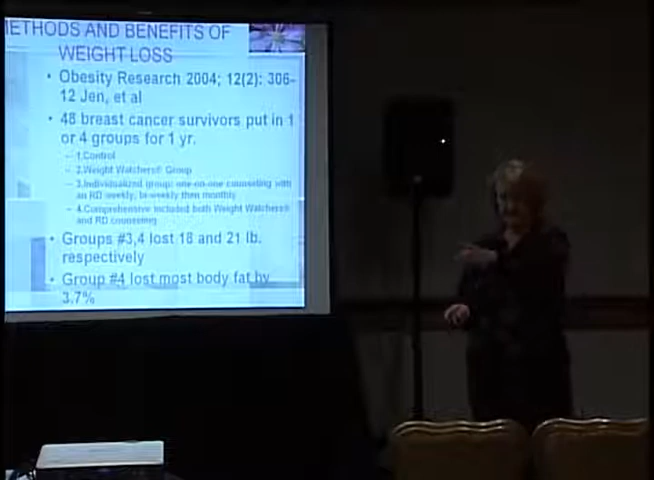 METHODS AND BENEFITS OF
WEIGHT LOSS
• Obesity Research 2004; 12(2): 306-
12 Jen, et al
• 48 breast cancer survivors put in 1
or 4 groups for 1 yr.
– 1.Control
– 2.Weight Watchers® Group
– 3.Individualized group: one-on-one counseling with
an RD weekly, bi-weekly then monthly
– 4.Comprehensive included both Weight Watchers®
and RD counseling
• Groups #3,4 lost 18 and 21 lb.
respectively
• Group #4 lost most body fat by
3.7%